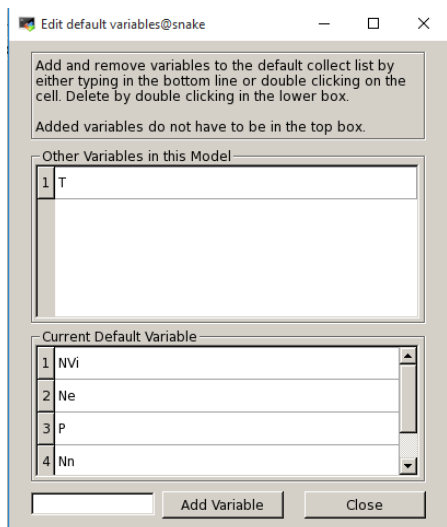 Edit default variables@snake
Add and remove variables to the default collect list by
either typing in the bottom line or double clicking on the
cell. Delete by double clicking in the lower box.
Added variables do not have to be in the top box.
Other Variables in this Model
1 T
Current Default Variable
1 NVi
2 Ne
3 P
4 Nn
Add Variable Close